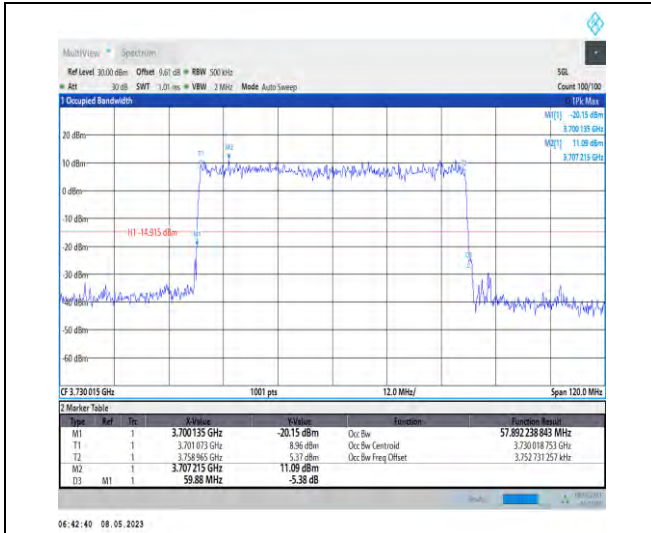 MultiView Spectrum
Ref Level 30.00 dBm Offset 9.61 dB RBW 500 kHz SGL
Att 30 dB SWT 1.01 ms VBW 2 MHz Mode Auto Sweep Count 100/100
1 Occupied Bandwidth 1Pk Max
M1[1] -20.15 dBm
3.700 135 GHz
20 dBm
M2[1] 11.09 dBm
3.707 215 GHz
M2
T1
10 dBm
0 dBm
-10 dBm
H1 -14.915 dBm
M1
-20 dBm
-30 dBm
-40 dBm
-50 dBm
-60 dBm
CF 3.730 015 GHz 1001 pts 12.0 MHz/ Span 120.0 MHz
2 Marker Table
Type Ref Trc X-Value Y-Value Function Function Result
M1 1 3.700 135 GHz -20.15 dBm Occ Bw 57.892 238 843 MHz
T1 1 3.701 073 GHz 8.96 dBm Occ Bw Centroid 3.730 018 753 GHz
T2 1 3.758 965 GHz 5.37 dBm Occ Bw Freq Offset 3.752 731 257 kHz
M2 1 3.707 215 GHz 11.09 dBm
D3 M1 1 59.88 MHz -5.38 dB
06:42:40 08.05.2023